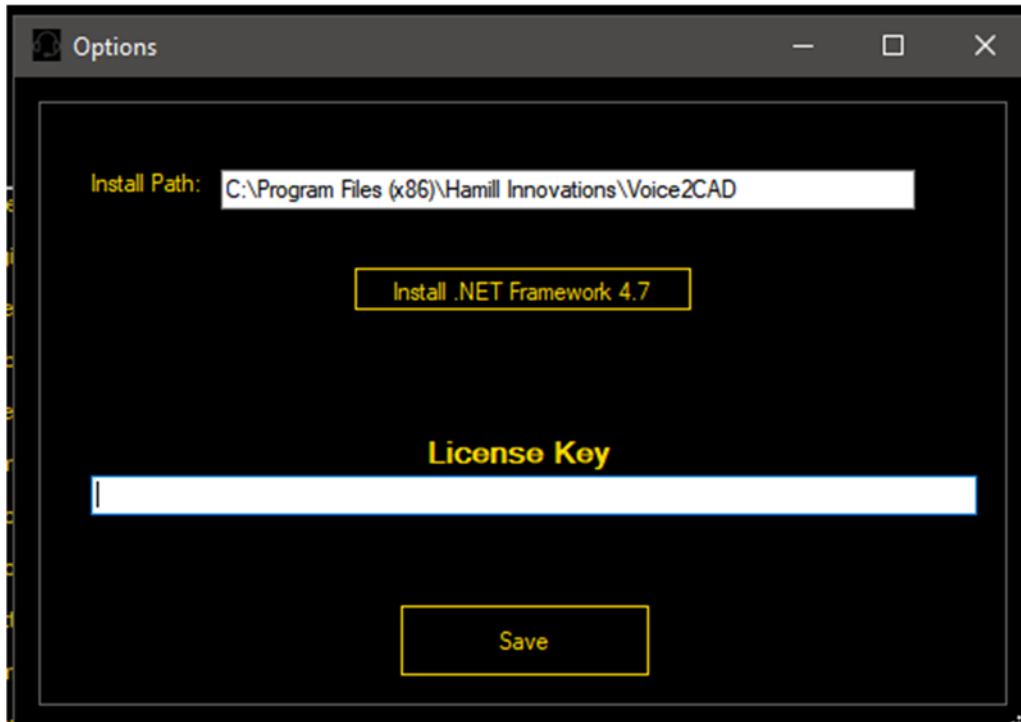 Options
Install Path: C:\Program Files (x86)\Hamill Innovations\Voice2CAD
Install .NET Framework 4.7
License Key
Save